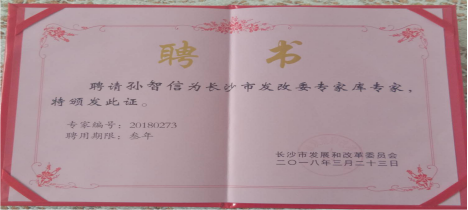 聘书
聘请孙智信为长沙市发改委专家库专家，
特颁发此证。
专家编号：20180273
聘用期限：叁年
长沙市发展和改革委员会
二〇一八年三月二十三日